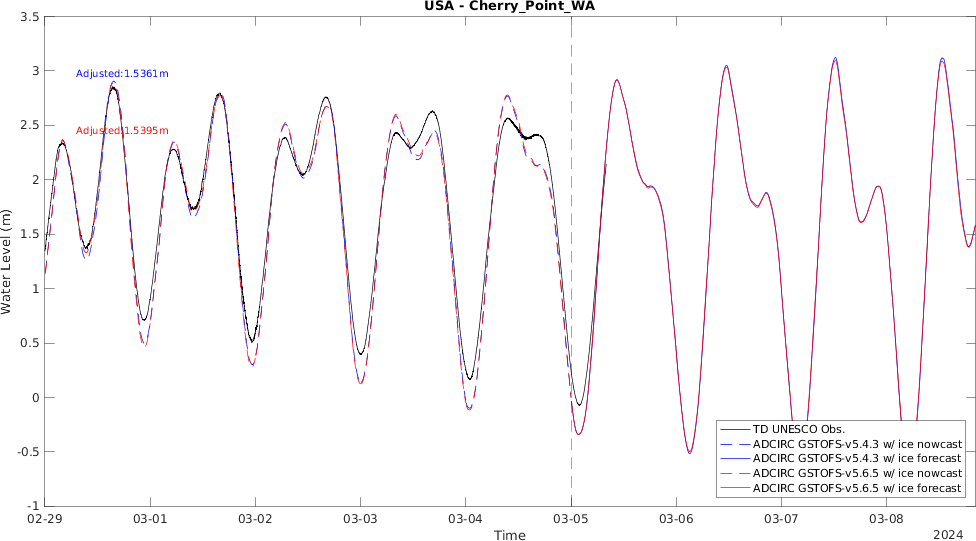 USA - Cherry_Point_WA
3.5
3
2.5
2
1.5
1
0.5
0
-0.5
-1
Water Level (m)
Adjusted:1.5361m
Adjusted:1.5395m
TD UNESCO Obs.
ADCIRC GSTOFS-v5.4.3 w/ ice nowcast
ADCIRC GSTOFS-v5.4.3 w/ ice forecast
ADCIRC GSTOFS-v5.6.5 w/ ice nowcast
ADCIRC GSTOFS-v5.6.5 w/ ice forecast
02-29 03-01 03-02 03-03 03-04 03-05 03-06 03-07 03-08
Time
2024